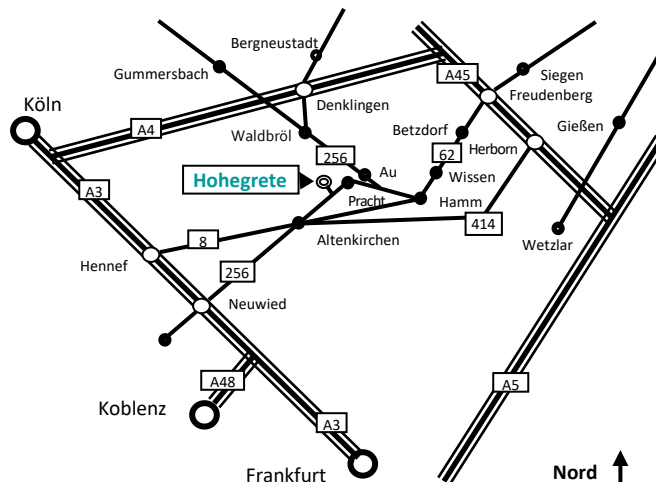 Bergneustadt
Gummersbach
A45
Siegen
Freudenberg
Köln
Denklingen
Gießen
A4
Waldbröl
Betzdorf
Herborn
256
62
A3
Au
Wissen
Hohegrete
Pracht
Hamm
414
Altenkirchen
Wetzlar
8
Hennef
256
Neuwied
A48
A5
Koblenz
A3
Frankfurt
Nord